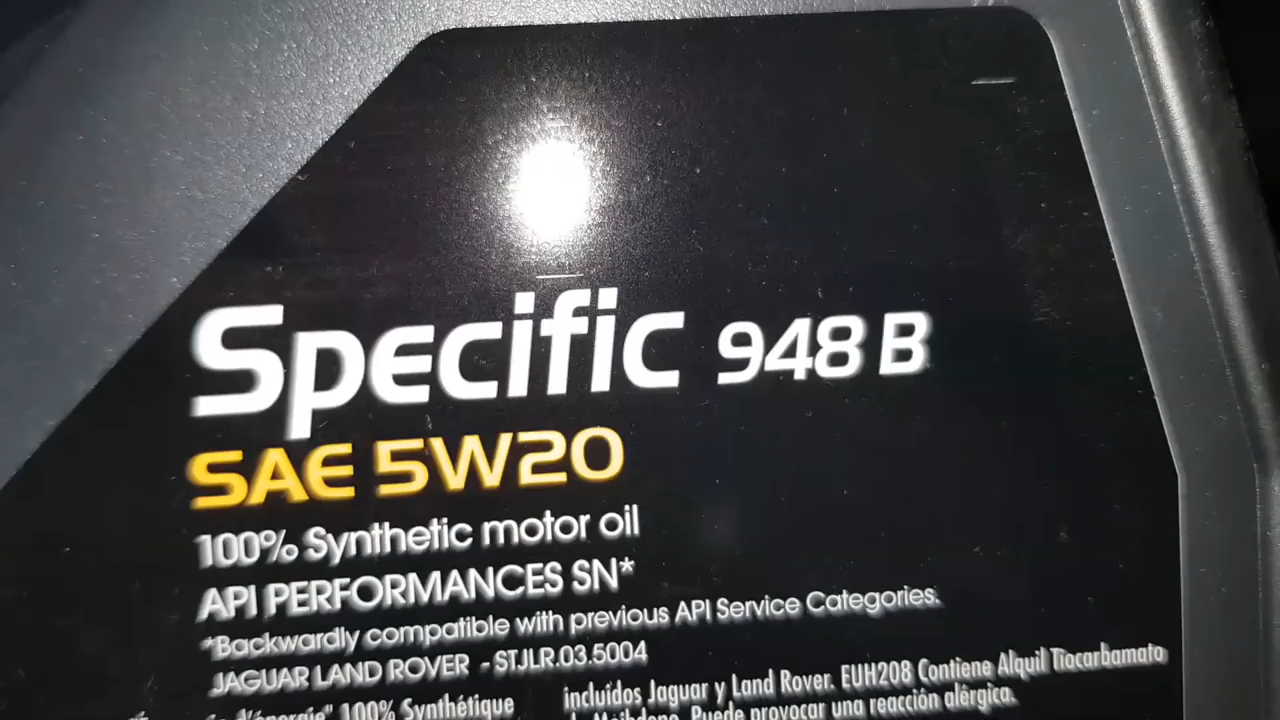 Specific 948 B
SAE 5W20
100% Synthetic motor oil
API PERFORMANCES SN*
*Backwardly compatible with previous API Service Categories.
JAGUAR LAND ROVER - STJLR.03.5004
d'énergie" 100% Synthétique
incluidos Jaguar y Land Rover. EUH208 Contiene Alquil Tiocarbamato
Puede provocar una reacción alérgica.